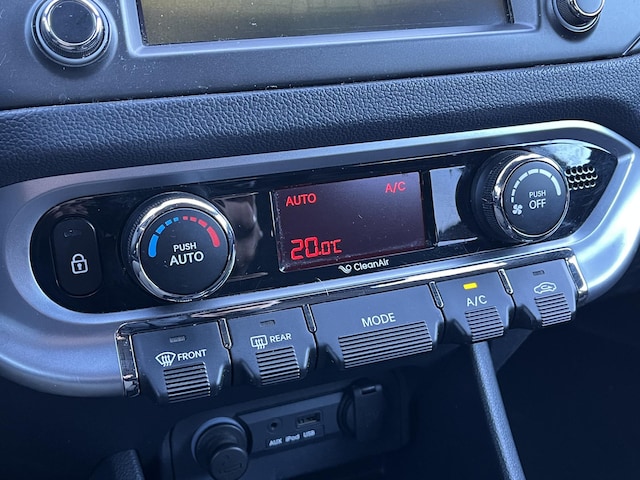 AUTO A/C
20.0℃
CleanAir
PUSH
AUTO
PUSH
OFF
FRONT
REAR
MODE
A/C
AUX iPod USB